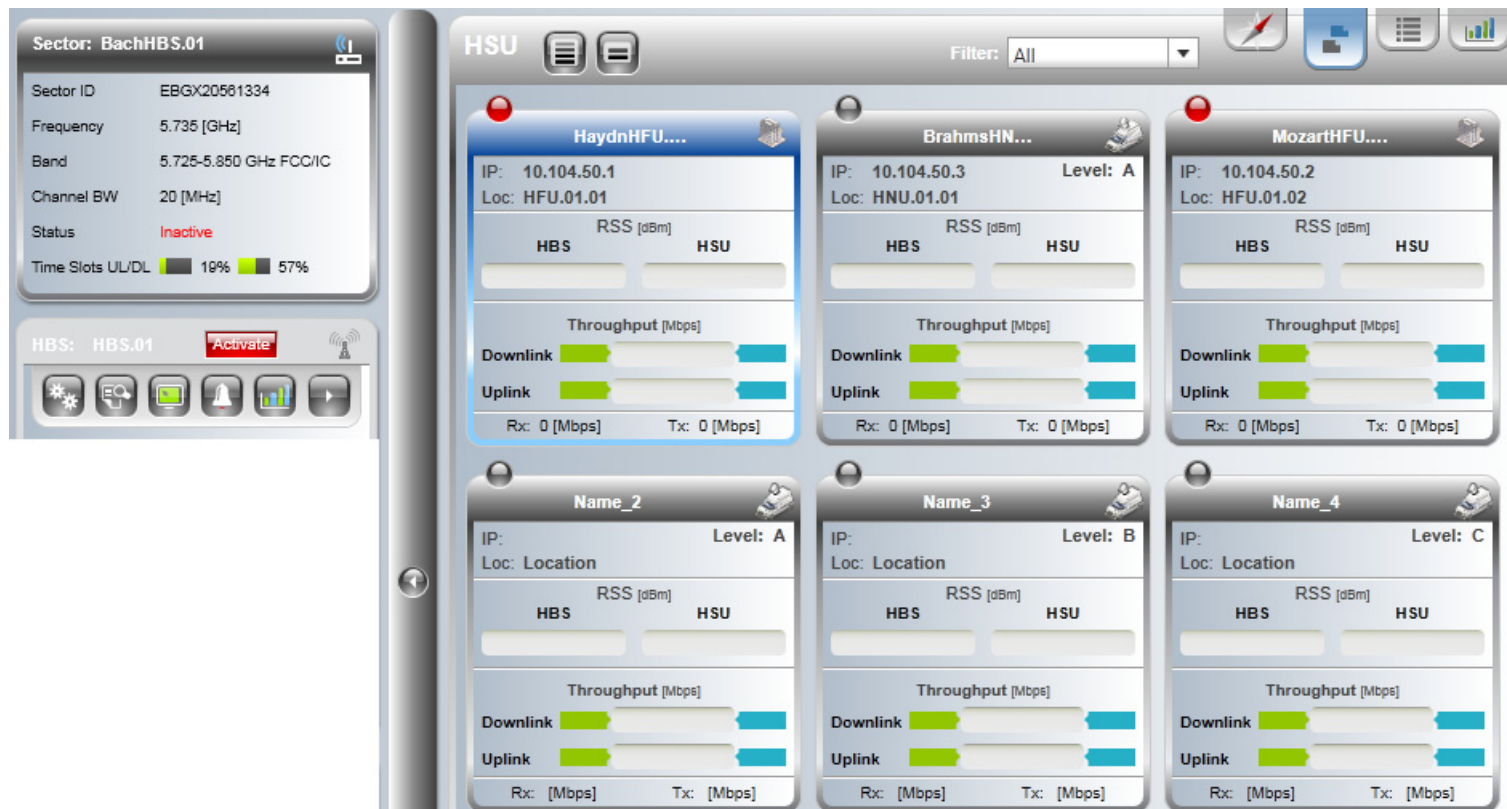 Sector: BachHBS.01
Sector ID EBGX20561334
Frequency 5.735 [GHz]
Band 5.725-5.850 GHz FCC/IC
Channel BW 20 [MHz]
Status Inactive
Time Slots UL/DL 19% 57%
HBS: HBS.01 Activate
HSU Filter: All
HaydnHFU....
IP: 10.104.50.1
Loc: HFU.01.01
RSS [dBm]
HBS HSU
Throughput [Mbps]
Downlink
Uplink
Rx: 0 [Mbps] Tx: 0 [Mbps]
BrahmsHN...
IP: 10.104.50.3 Level: A
Loc: HNU.01.01
RSS [dBm]
HBS HSU
Throughput [Mbps]
Downlink
Uplink
Rx: 0 [Mbps] Tx: 0 [Mbps]
MozartHFU....
IP: 10.104.50.2
Loc: HFU.01.02
RSS [dBm]
HBS HSU
Throughput [Mbps]
Downlink
Uplink
Rx: 0 [Mbps] Tx: 0 [Mbps]
Name_2
IP: Level: A
Loc: Location
RSS [dBm]
HBS HSU
Throughput [Mbps]
Downlink
Uplink
Rx: [Mbps] Tx: [Mbps]
Name_3
IP: Level: B
Loc: Location
RSS [dBm]
HBS HSU
Throughput [Mbps]
Downlink
Uplink
Rx: [Mbps] Tx: [Mbps]
Name_4
IP: Level: C
Loc: Location
RSS [dBm]
HBS HSU
Throughput [Mbps]
Downlink
Uplink
Rx: [Mbps] Tx: [Mbps]